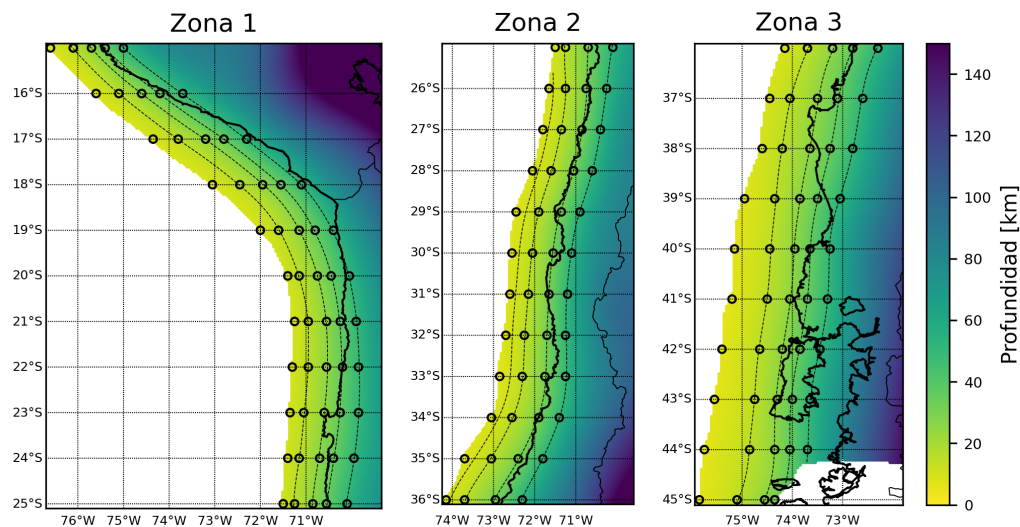 Zona 1
Zona 2
Zona 3
16°S
17°S
18°S
19°S
20°S
21°S
22°S
23°S
24°S
25°S
76°W
75°W
74°W
73°W
72°W
71°W
26°S
27°S
28°S
29°S
30°S
31°S
32°S
33°S
34°S
35°S
36°S
74°W
73°W
72°W
71°W
37°S
38°S
39°S
40°S
41°S
42°S
43°S
44°S
45°S
75°W
74°W
73°W
140
120
100
80
60
40
20
0
Profundidad [km]